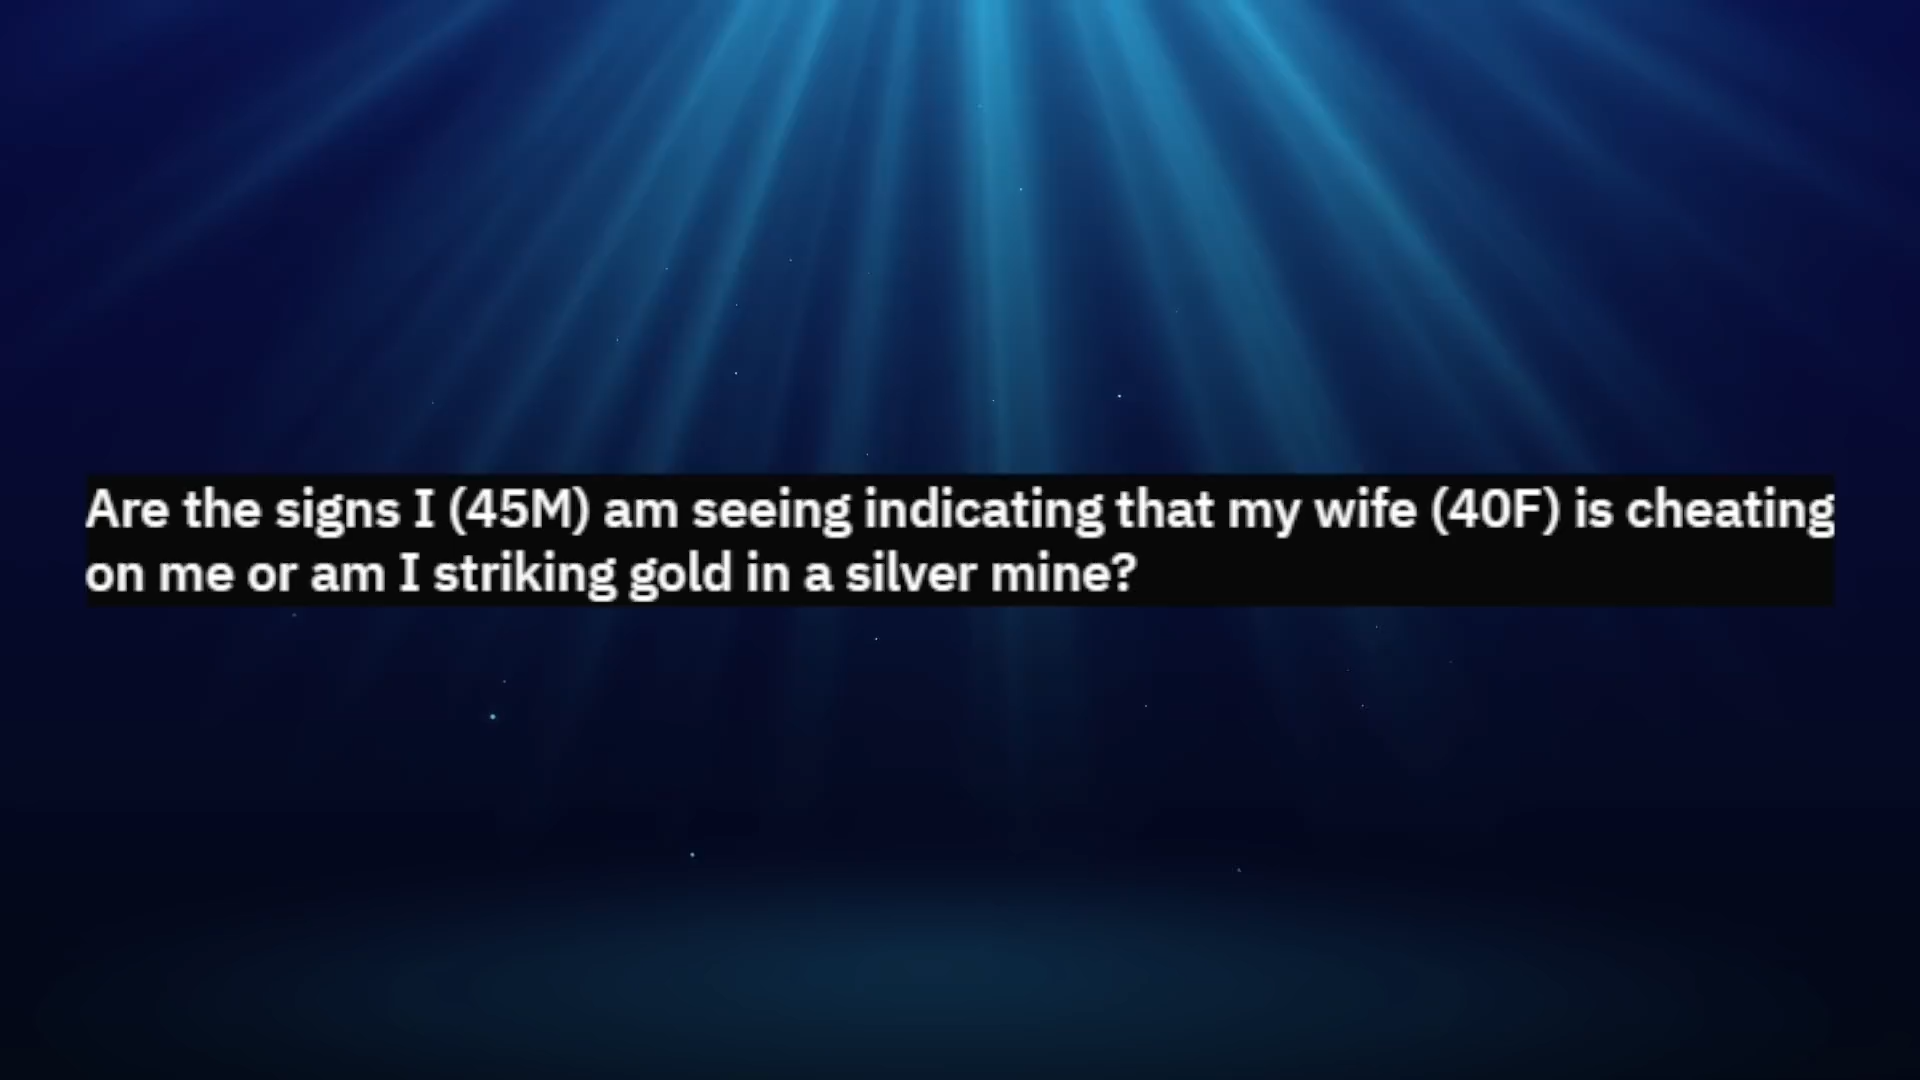 Are the signs I (45M) am seeing indicating that my wife (40F) is cheating
on me or am I striking gold in a silver mine?